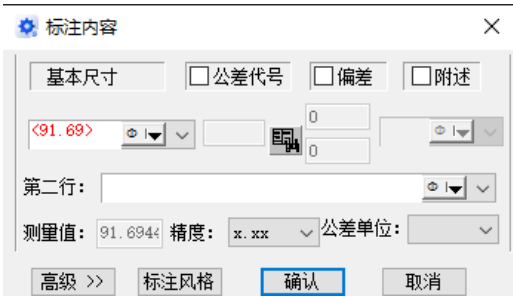 标注内容
基本尺寸 公差代号 偏差 附述
<91.69> Φ 0 Φ
0
第二行： Φ
测量值： 91.6944 精度： x.xx 公差单位：
高级 >> 标注风格 确认 取消